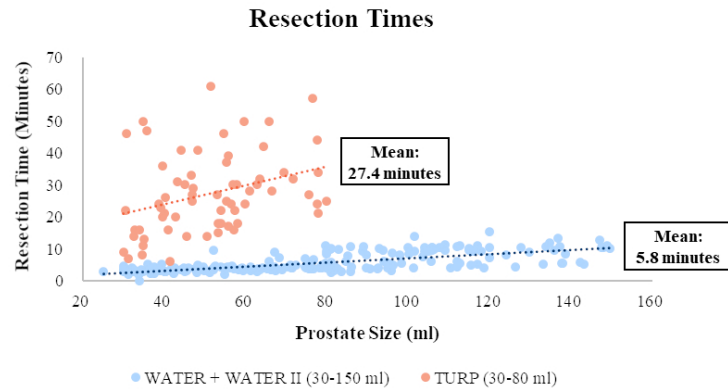 Resection Times
Resection Time (Minutes)
70
60
50
40
30
20
10
0
Mean:
27.4 minutes
Mean:
5.8 minutes
20
40
60
80
100
120
140
160
Prostate Size (ml)
WATER + WATER II (30-150 ml)
TURP (30-80 ml)